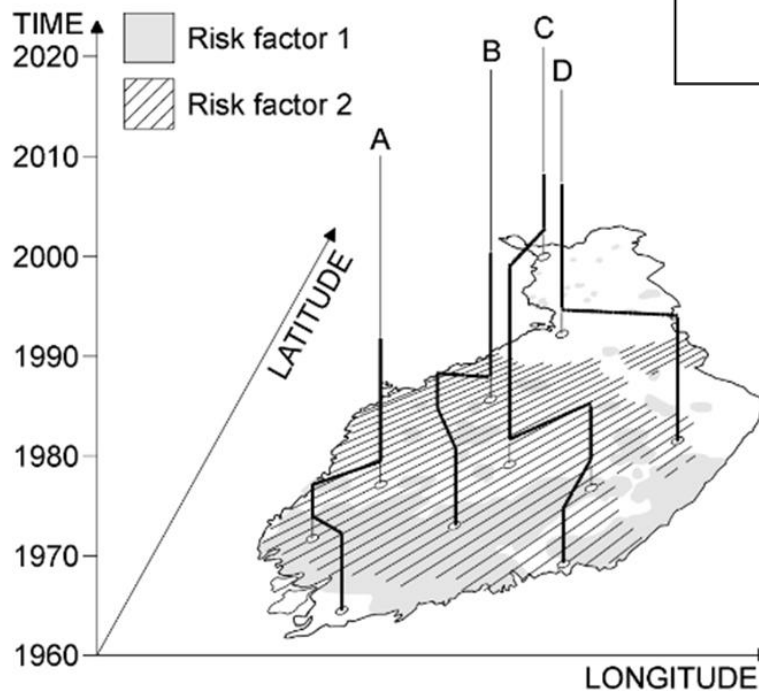 TIME
Risk factor 1
Risk factor 2
A
B
C
D
2020
2010
2000
1990
1980
1970
1960
LATITUDE
LONGITUDE